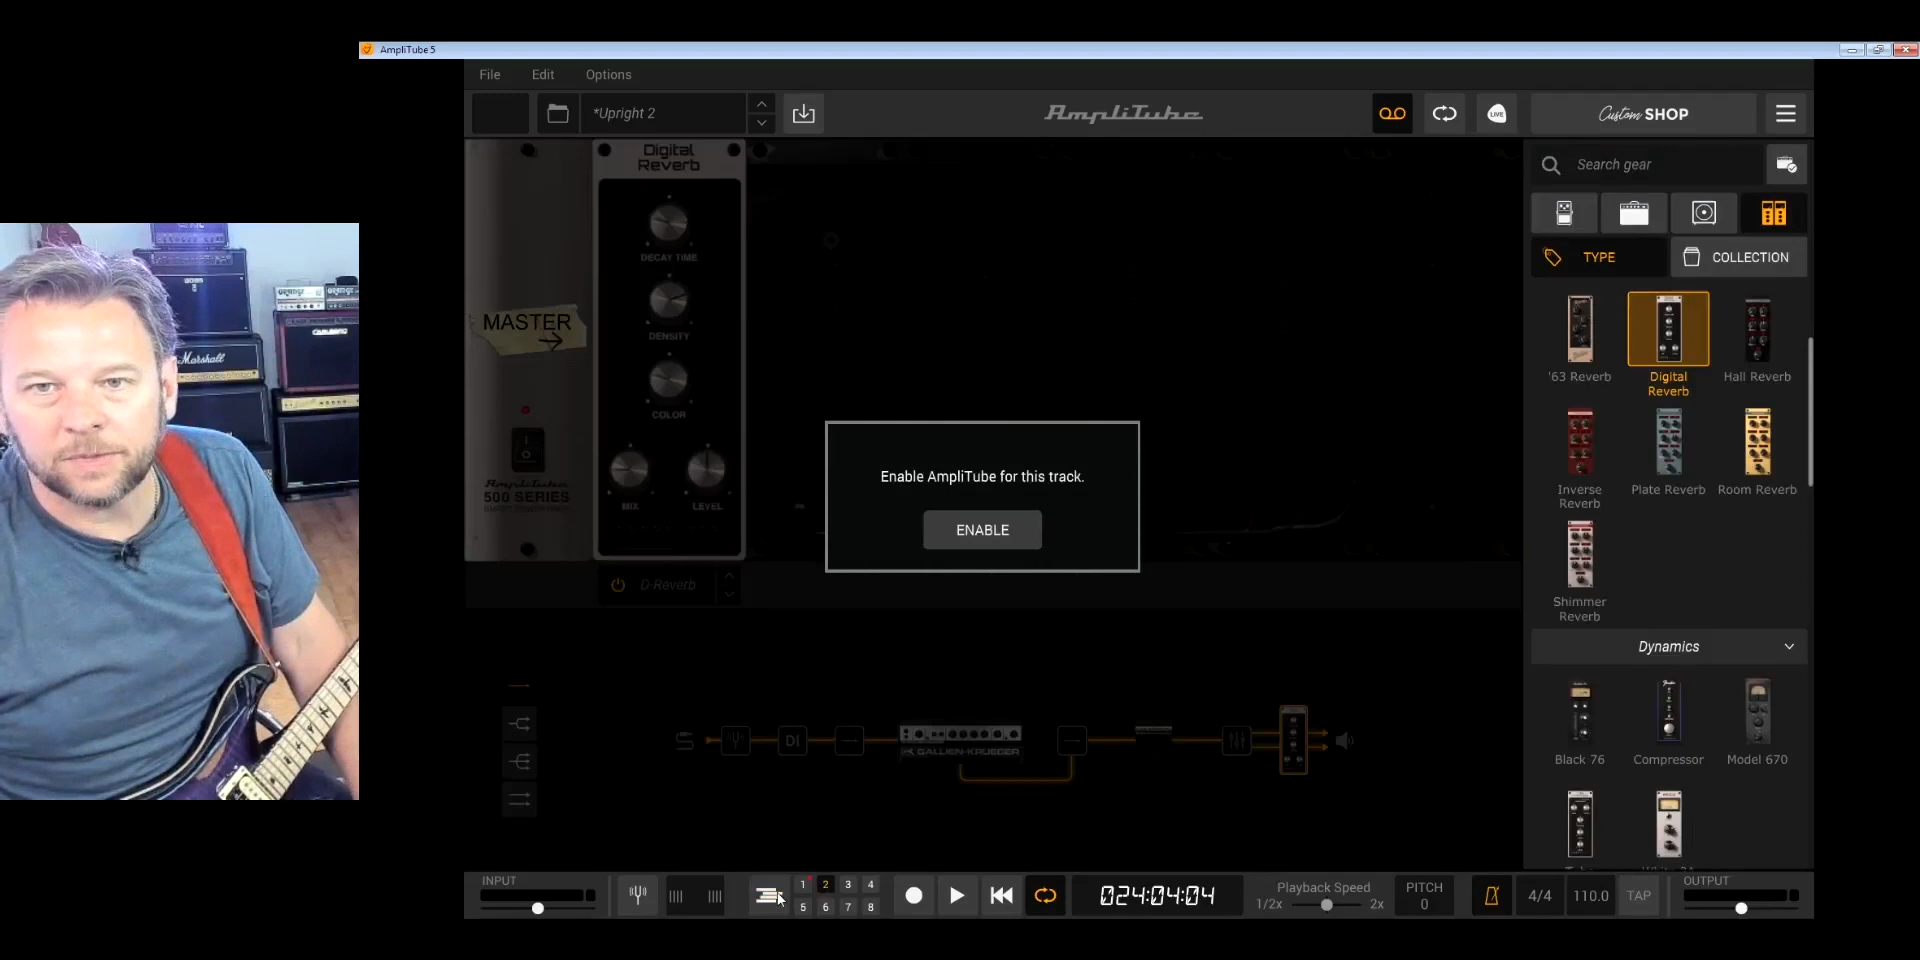 AmpliTube 5
File Edit Options
*Upright 2
AmpliTube
LIVE
Custom SHOP
Digital
Reverb
DECAY TIME
DENSITY
COLOR
MIX LEVEL
MASTER
AmpliTube
500 SERIES
D-Reverb
Enable AmpliTube for this track.
ENABLE
Search gear
TYPE COLLECTION
'63 Reverb
Digital
Reverb
Hall Reverb
Inverse
Reverb
Plate Reverb
Room Reverb
Shimmer
Reverb
Dynamics
Black 76
Compressor
Model 670
DI
GALLIEN-KRUEGER
Marshall
BOSS
ORANGE
INPUT
1 2 3 4
5 6 7 8
024:04:04
Playback Speed
1/2x 2x
PITCH
0
4/4
110.0
TAP
OUTPUT